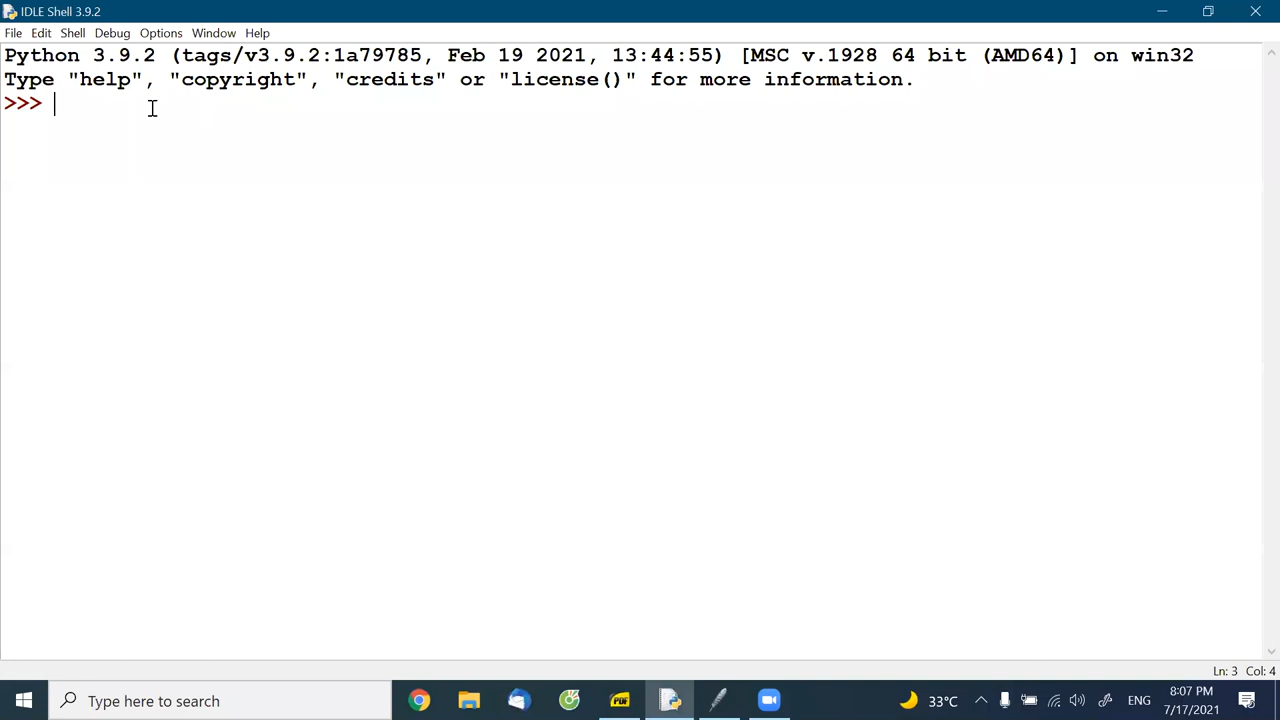 IDLE Shell 3.9.2
File Edit Shell Debug Options Window Help
Python 3.9.2 (tags/v3.9.2:1a79785, Feb 19 2021, 13:44:55) [MSC v.1928 64 bit (AMD64)] on win32
Type "help", "copyright", "credits" or "license()" for more information.
>>>
Ln: 3 Col: 4
Type here to search
PDF
33°C
ENG
8:07 PM
7/17/2021